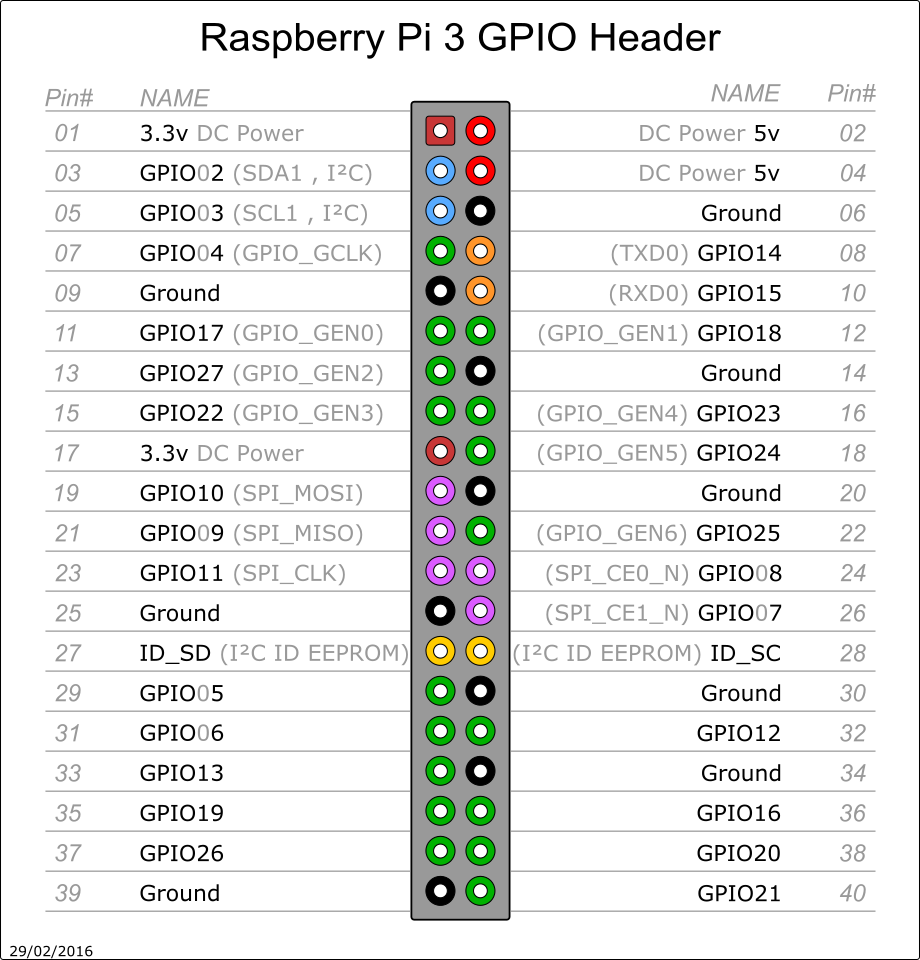 Raspberry Pi 3 GPIO Header
Pin# NAME NAME Pin#
01 3.3v DC Power DC Power 5v 02
03 GPIO02 (SDA1 , I²C) DC Power 5v 04
05 GPIO03 (SCL1 , I²C) Ground 06
07 GPIO04 (GPIO_GCLK) (TXD0) GPIO14 08
09 Ground (RXD0) GPIO15 10
11 GPIO17 (GPIO_GEN0) (GPIO_GEN1) GPIO18 12
13 GPIO27 (GPIO_GEN2) Ground 14
15 GPIO22 (GPIO_GEN3) (GPIO_GEN4) GPIO23 16
17 3.3v DC Power (GPIO_GEN5) GPIO24 18
19 GPIO10 (SPI_MOSI) Ground 20
21 GPIO09 (SPI_MISO) (GPIO_GEN6) GPIO25 22
23 GPIO11 (SPI_CLK) (SPI_CE0_N) GPIO08 24
25 Ground (SPI_CE1_N) GPIO07 26
27 ID_SD (I²C ID EEPROM) (I²C ID EEPROM) ID_SC 28
29 GPIO05 Ground 30
31 GPIO06 GPIO12 32
33 GPIO13 Ground 34
35 GPIO19 GPIO16 36
37 GPIO26 GPIO20 38
39 Ground GPIO21 40
29/02/2016